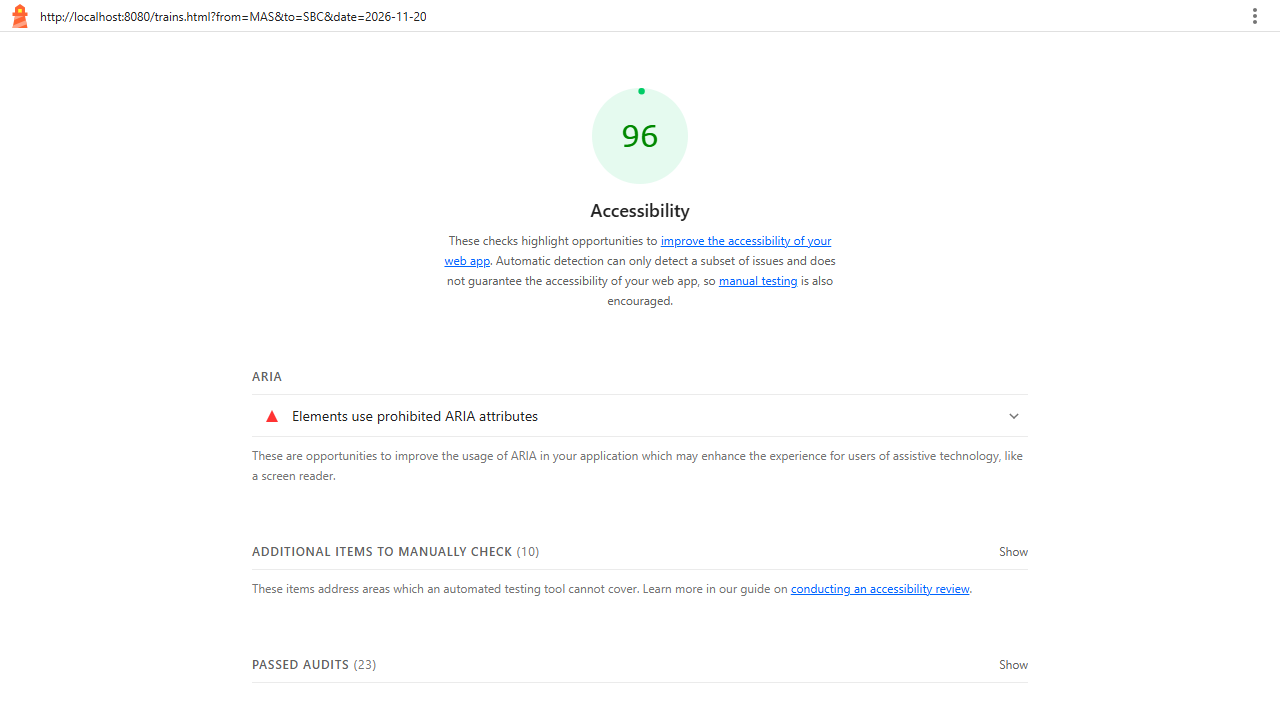 http://localhost:8080/trains.html?from=MAS&to=SBC&date=2026-11-20
96
Accessibility
These checks highlight opportunities to improve the accessibility of your
web app. Automatic detection can only detect a subset of issues and does
not guarantee the accessibility of your web app, so manual testing is also
encouraged.
ARIA
Elements use prohibited ARIA attributes
These are opportunities to improve the usage of ARIA in your application which may enhance the experience for users of assistive technology, like
a screen reader.
ADDITIONAL ITEMS TO MANUALLY CHECK (10) Show
These items address areas which an automated testing tool cannot cover. Learn more in our guide on conducting an accessibility review.
PASSED AUDITS (23) Show